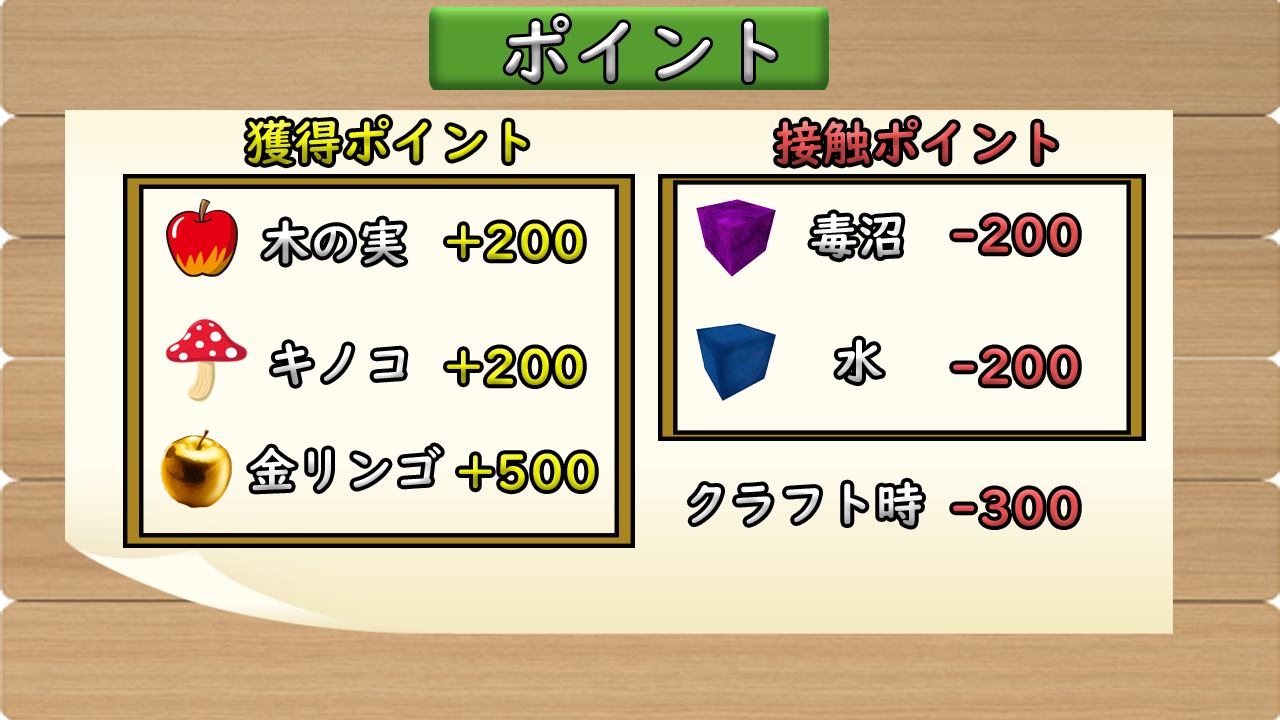 ポイント
獲得ポイント
木の実 +200
キノコ +200
金リンゴ +500
接触ポイント
毒沼 -200
水 -200
クラフト時 -300